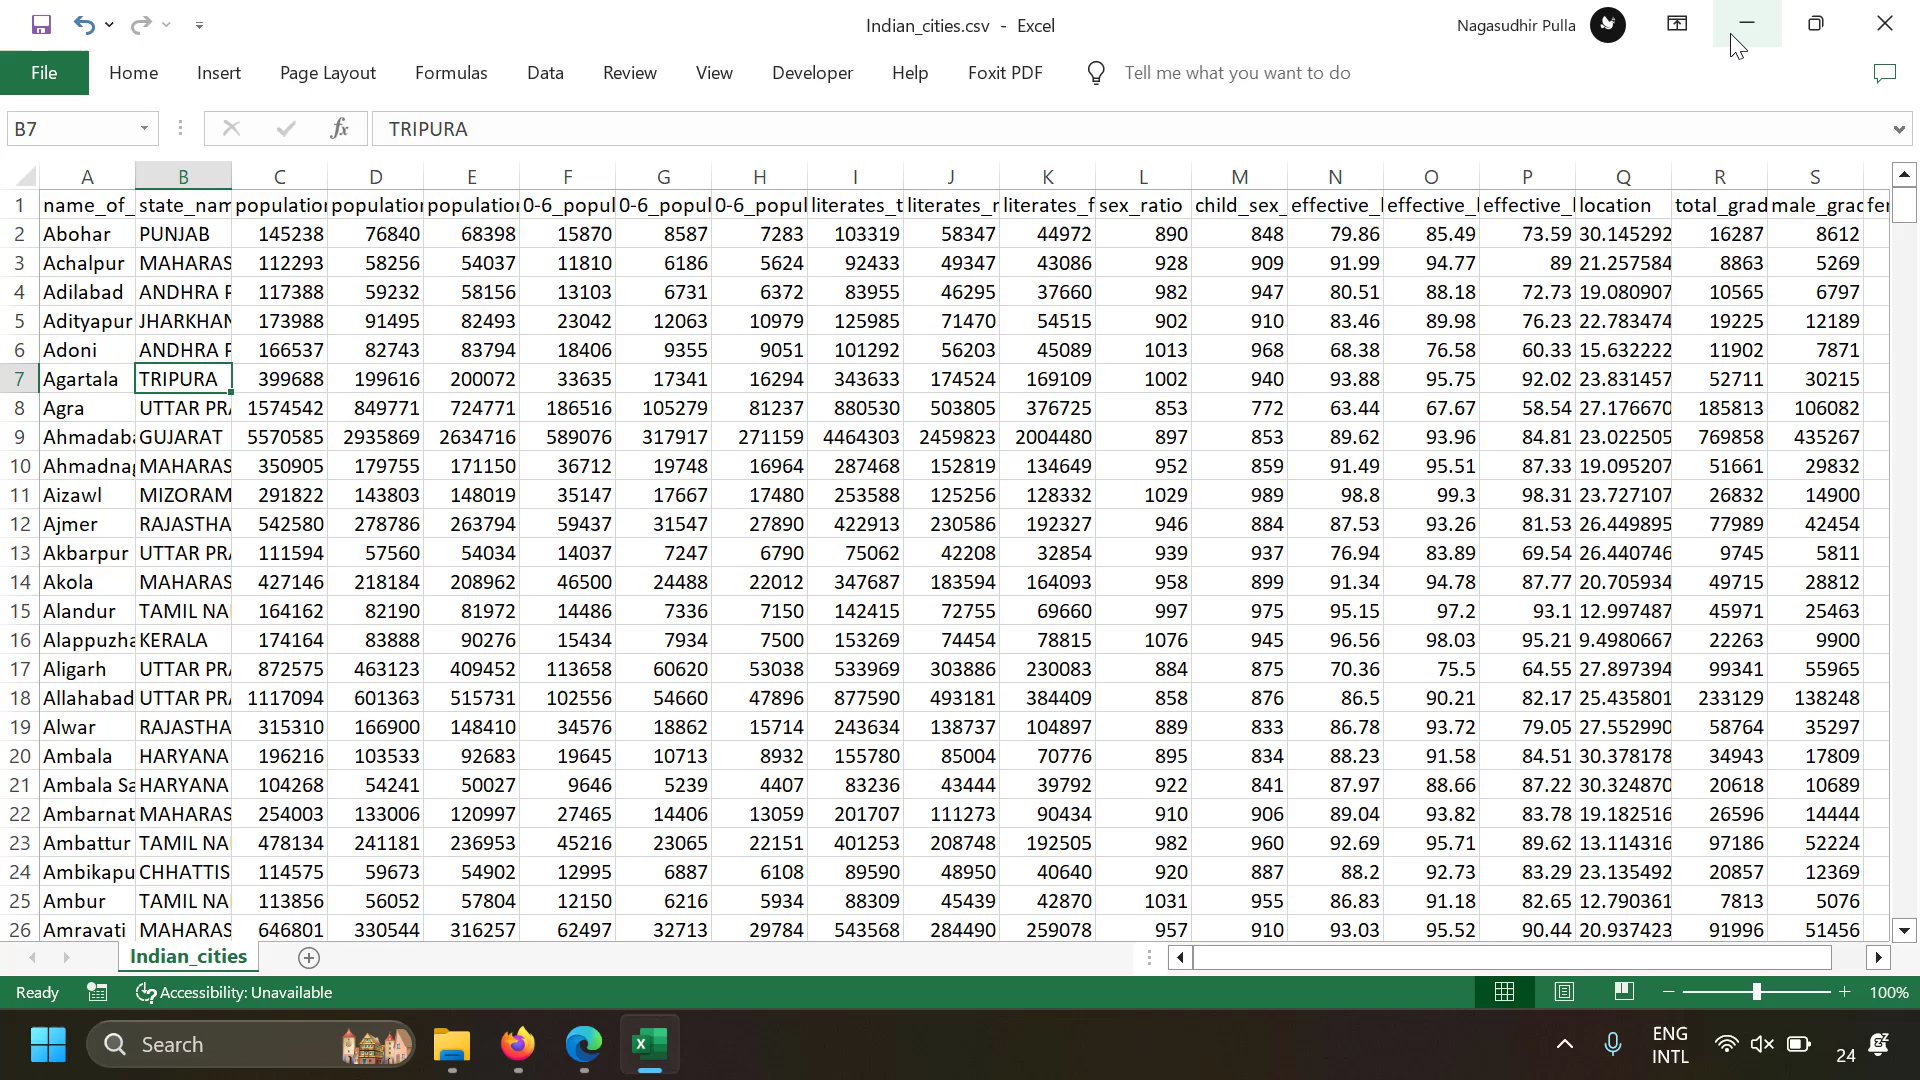 Indian_cities.csv - Excel
Nagasudhir Pulla
File Home Insert Page Layout Formulas Data Review View Developer Help Foxit PDF Tell me what you want to do
B7 fx TRIPURA
A B C D E F G H I J K L M N O P Q R S
1 name_of_ state_nam population population population 0-6_popul 0-6_popul 0-6_popul literates_t literates_r literates_f sex_ratio child_sex_ effective_l effective_l effective_l location total_grad male_grad fer
2 Abohar PUNJAB 145238 76840 68398 15870 8587 7283 103319 58347 44972 890 848 79.86 85.49 73.59 30.145292 16287 8612
3 Achalpur MAHARAS 112293 58256 54037 11810 6186 5624 92433 49347 43086 928 909 91.99 94.77 89 21.257584 8863 5269
4 Adilabad ANDHRA P 117388 59232 58156 13103 6731 6372 83955 46295 37660 982 947 80.51 88.18 72.73 19.080907 10565 6797
5 Adityapur JHARKHAN 173988 91495 82493 23042 12063 10979 125985 71470 54515 902 910 83.46 89.98 76.23 22.783474 19225 12189
6 Adoni ANDHRA P 166537 82743 83794 18406 9355 9051 101292 56203 45089 1013 968 68.38 76.58 60.33 15.632222 11902 7871
7 Agartala TRIPURA 399688 199616 200072 33635 17341 16294 343633 174524 169109 1002 940 93.88 95.75 92.02 23.831457 52711 30215
8 Agra UTTAR PRA 1574542 849771 724771 186516 105279 81237 880530 503805 376725 853 772 63.44 67.67 58.54 27.176670 185813 106082
9 Ahmadaba GUJARAT 5570585 2935869 2634716 589076 317917 271159 4464303 2459823 2004480 897 853 89.62 93.96 84.81 23.022505 769858 435267
10 Ahmadnag MAHARAS 350905 179755 171150 36712 19748 16964 287468 152819 134649 952 859 91.49 95.51 87.33 19.095207 51661 29832
11 Aizawl MIZORAM 291822 143803 148019 35147 17667 17480 253588 125256 128332 1029 989 98.8 99.3 98.31 23.727107 26832 14900
12 Ajmer RAJASTHA 542580 278786 263794 59437 31547 27890 422913 230586 192327 946 884 87.53 93.26 81.53 26.449895 77989 42454
13 Akbarpur UTTAR PRA 111594 57560 54034 14037 7247 6790 75062 42208 32854 939 937 76.94 83.89 69.54 26.440746 9745 5811
14 Akola MAHARAS 427146 218184 208962 46500 24488 22012 347687 183594 164093 958 899 91.34 94.78 87.77 20.705934 49715 28812
15 Alandur TAMIL NA 164162 82190 81972 14486 7336 7150 142415 72755 69660 997 975 95.15 97.2 93.1 12.997487 45971 25463
16 Alappuzha KERALA 174164 83888 90276 15434 7934 7500 153269 74454 78815 1076 945 96.56 98.03 95.21 9.4980667 22263 9900
17 Aligarh UTTAR PRA 872575 463123 409452 113658 60620 53038 533969 303886 230083 884 875 70.36 75.5 64.55 27.897394 99341 55965
18 Allahabad UTTAR PRA 1117094 601363 515731 102556 54660 47896 877590 493181 384409 858 876 86.5 90.21 82.17 25.435801 233129 138248
19 Alwar RAJASTHA 315310 166900 148410 34576 18862 15714 243634 138737 104897 889 833 86.78 93.72 79.05 27.552990 58764 35297
20 Ambala HARYANA 196216 103533 92683 19645 10713 8932 155780 85004 70776 895 834 88.23 91.58 84.51 30.378178 34943 17809
21 Ambala Sa HARYANA 104268 54241 50027 9646 5239 4407 83236 43444 39792 922 841 87.97 88.66 87.22 30.324870 20618 10689
22 Ambarnat MAHARAS 254003 133006 120997 27465 14406 13059 201707 111273 90434 910 906 89.04 93.82 83.78 19.182516 26596 14444
23 Ambattur TAMIL NA 478134 241181 236953 45216 23065 22151 401253 208748 192505 982 960 92.69 95.71 89.62 13.114316 97186 52224
24 Ambikapu CHHATTIS 114575 59673 54902 12995 6887 6108 89590 48950 40640 920 887 88.2 92.73 83.29 23.135492 20857 12369
25 Ambur TAMIL NA 113856 56052 57804 12150 6216 5934 88309 45439 42870 1031 955 86.83 91.18 82.65 12.790361 7813 5076
26 Amravati MAHARAS 646801 330544 316257 62497 32713 29784 543568 284490 259078 957 910 93.03 95.52 90.44 20.937423 91996 51456
Indian_cities
Ready Accessibility: Unavailable 100%
Search ENG 24
INTL